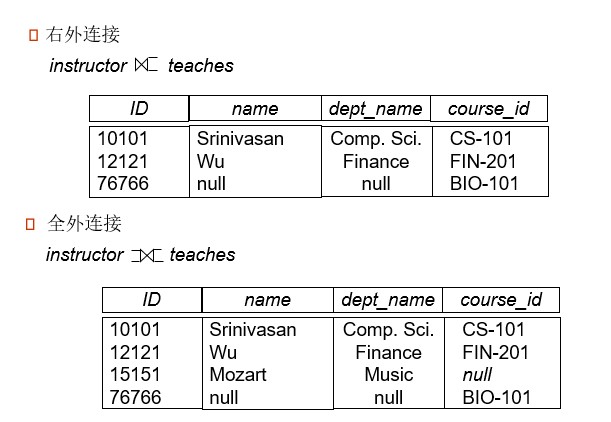 右外连接
instructor ⟖ teaches
ID name dept_name course_id
10101 Srinivasan Comp. Sci. CS-101
12121 Wu Finance FIN-201
76766 null null BIO-101
全外连接
instructor ⟗ teaches
ID name dept_name course_id
10101 Srinivasan Comp. Sci. CS-101
12121 Wu Finance FIN-201
15151 Mozart Music null
76766 null null BIO-101